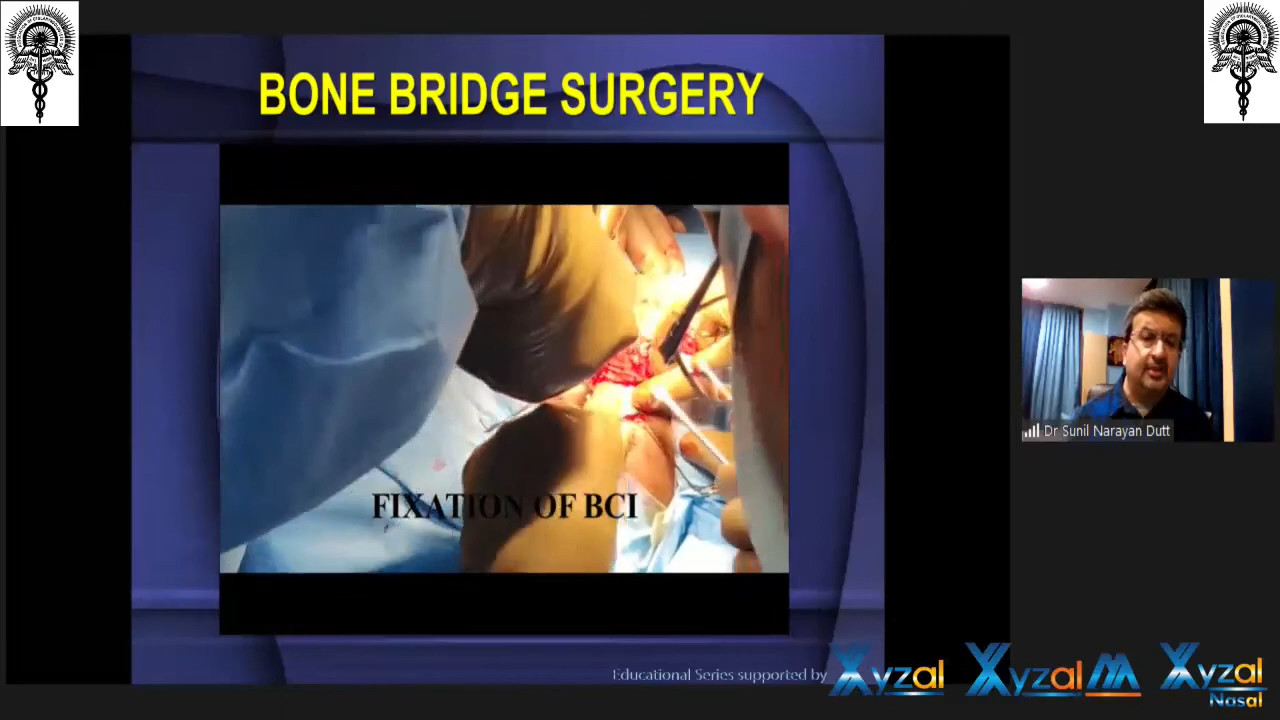 BONE BRIDGE SURGERY
FIXATION OF BCI
Dr Sunil Narayan Dutt
Educational Series supported by
Xyzal
Xyzal M
Xyzal
Nasal